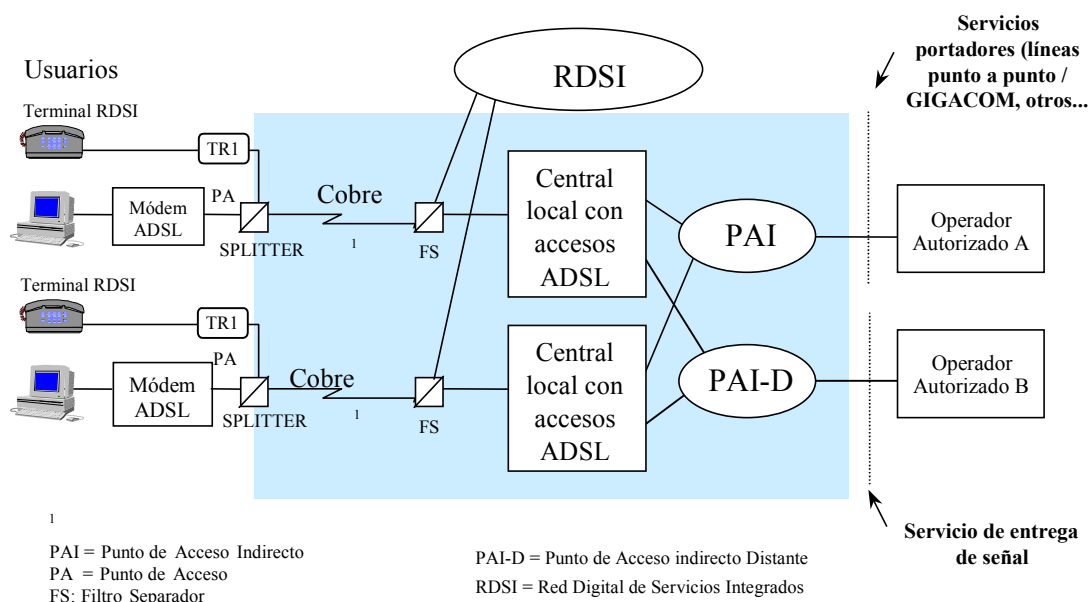 Servicios
portadores (líneas
punto a punto /
GIGACOM, otros...
Usuarios
RDSI
Terminal RDSI
TR1
PA
Cobre
Módem
ADSL
SPLITTER
1
FS
Central
local con
accesos
ADSL
PAI
Operador
Autorizado A
Terminal RDSI
TR1
PA
Cobre
Módem
ADSL
SPLITTER
1
FS
Central
local con
accesos
ADSL
PAI-D
Operador
Autorizado B
Servicio de entrega
de señal
1
PAI = Punto de Acceso Indirecto
PA = Punto de Acceso
FS: Filtro Separador
PAI-D = Punto de Acceso indirecto Distante
RDSI = Red Digital de Servicios Integrados